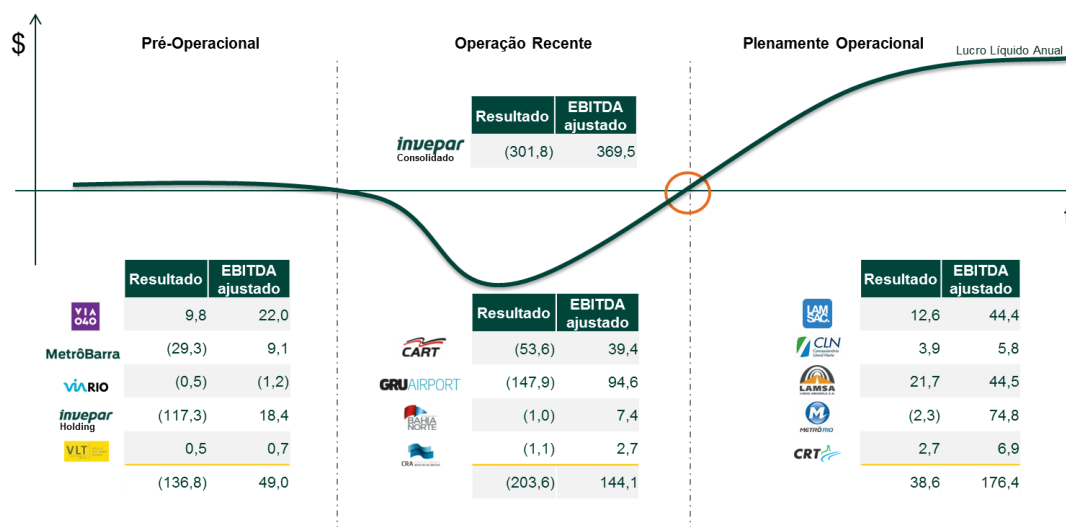 $
Pré-Operacional
Operação Recente
Plenamente Operacional
Lucro Líquido Anual
Resultado
EBITDA ajustado
invepar
Consolidado
(301,8)
369,5
t
Resultado
EBITDA ajustado
VIA 040
9,8
22,0
MetrôBarra
(29,3)
9,1
VIARIO
(0,5)
(1,2)
invepar
Holding
(117,3)
18,4
VLT
0,5
0,7
(136,8)
49,0
Resultado
EBITDA ajustado
CART
(53,6)
39,4
GRUAIRPORT
(147,9)
94,6
BAHIA NORTE
(1,0)
7,4
CRA
(1,1)
2,7
(203,6)
144,1
Resultado
EBITDA ajustado
LAMSAC.
12,6
44,4
CLN
Concessionária Litoral Norte
3,9
5,8
LAMSA
21,7
44,5
METRÔRIO
(2,3)
74,8
CRT
2,7
6,9
38,6
176,4